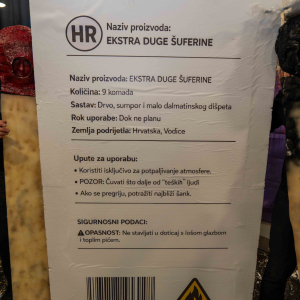 HR
Naziv proizvoda:
EKSTRA DUGE ŠUFERINE
Naziv proizvoda: EKSTRA DUGE ŠUFERINE
Količina: 9 komada
Sastav: Drvo, sumpor i malo dalmatinskog dišpeta
Rok uporabe: Dok ne planu
Zemlja podrijetla: Hrvatska, Vodice
Upute za uporabu:
• Koristiti isključivo za potpaljivanje atmosfere.
• POZOR: Čuvati što dalje od "teških" ljudi
• Ako se pregriju, potražiti najbliži šank.
SIGURNOSNI PODACI:
⚠OPASNOST: Ne stavljati u doticaj s lošom glazbom
i toplim pićem.